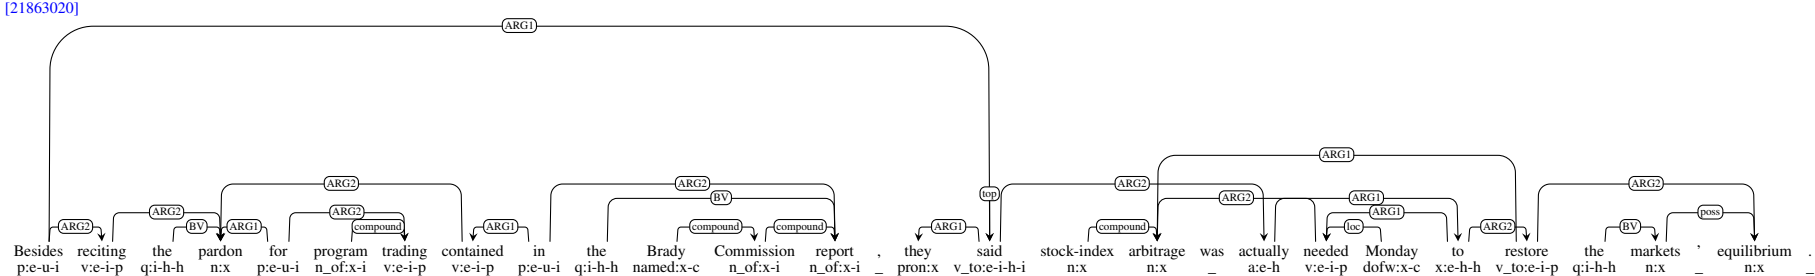 [21863020]
ARG1
ARG1
ARG2 ARG2 top ARG2 ARG2
BV ARG2 ARG1
ARG2 ARG2 ARG1 poss
ARG2 BV ARG1 compound ARG1 compound compound ARG1 compound loc ARG2 BV
Besides reciting the pardon for program trading contained in the Brady Commission report , they said stock-index arbitrage was actually needed Monday to restore the markets ' equilibrium .
p:e-u-i v:e-i-p q:i-h-h n:x p:e-u-i n_of:x-i v:e-i-p v:e-i-p p:e-u-i q:i-h-h named:x-c n_of:x-i n_of:x-i _ pron:x v_to:e-i-h-i n:x n:x _ a:e-h v:e-i-p dofw:x-c x:e-h-h v_to:e-i-p q:i-h-h n:x _ n:x _